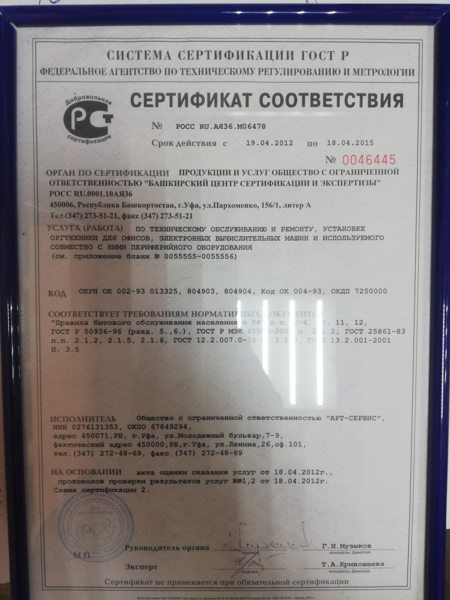 СИСТЕМА СЕРТИФИКАЦИИ ГОСТ Р
ФЕДЕРАЛЬНОЕ АГЕНТСТВО ПО ТЕХНИЧЕСКОМУ РЕГУЛИРОВАНИЮ И МЕТРОЛОГИИ
Добровольная
сертификация
СЕРТИФИКАТ СООТВЕТСТВИЯ
№ РОСС RU.АЯ36.М06478
Срок действия с 19.04.2012 по 18.04.2015
№ 0046445
ОРГАН ПО СЕРТИФИКАЦИИ ПРОДУКЦИИ И УСЛУГ ОБЩЕСТВО С ОГРАНИЧЕННОЙ
ОТВЕТСТВЕННОСТЬЮ "БАШКИРСКИЙ ЦЕНТР СЕРТИФИКАЦИИ И ЭКСПЕРТИЗЫ"
РОСС RU.0001.10АЯ36
450006, Республика Башкортостан, г.Уфа, ул.Пархоменко, 156/1, литер А
Тел (347) 273-51-21, факс (347) 273-51-21
УСЛУГА (РАБОТА) ПО ТЕХНИЧЕСКОМУ ОБСЛУЖИВАНИЮ И РЕМОНТУ, УСТАНОВКЕ
ОРГТЕХНИКИ ДЛЯ ОФИСОВ, ЭЛЕКТРОННЫХ ВЫЧИСЛИТЕЛЬНЫХ МАШИН И ИСПОЛЬЗУЕМОГО
СОВМЕСТНО С НИМИ ПЕРИФЕРИЙНОГО ОБОРУДОВАНИЯ
(см. приложение бланк № 0055555-0055556)
КОД ОКУН ОК 002-93 013325, 804903, 804904, Код ОК 004-93, ОКДП 7250000
СООТВЕТСТВУЕТ ТРЕБОВАНИЯМ НОРМАТИВНЫХ ДОКУМЕНТОВ
"Правила бытового обслуживания населения в РФ" п.п. 11, 12,
ГОСТ Р 50936-96 (разд. 5.,6.), ГОСТ Р МЭК п. 2.1.2, ГОСТ 25861-83
п.п. 2.1.2, 2.1.5, 2.1.6, ГОСТ 12.2.007.0-75 ГОСТ 13.2.001-2001
П. 3.5
ИСПОЛНИТЕЛЬ Общество с ограниченной ответственностью "АРТ-СЕРВИС".
ИНН 0276131353, ОКПО 67849294,
адрес 450071,РБ, г.Уфа, ул.Молодежный бульвар,7-9,
фактический адрес 450000,РБ,г.Уфа, ул.Ленина,26,оф.101,
тел.(347) 272-48-69, факс (347) 272-48-69
НА ОСНОВАНИИ акта оценки оказания услуг от 18.04.2012г.,
протоколов проверки результатов услуг №№1,2 от 18.04.2012г.
Схема сертификации 2.
М.П.
Руководитель органа Г.И.Музыков
Эксперт Т.А.Кривошеева
Сертификат не применяется при обязательной сертификации